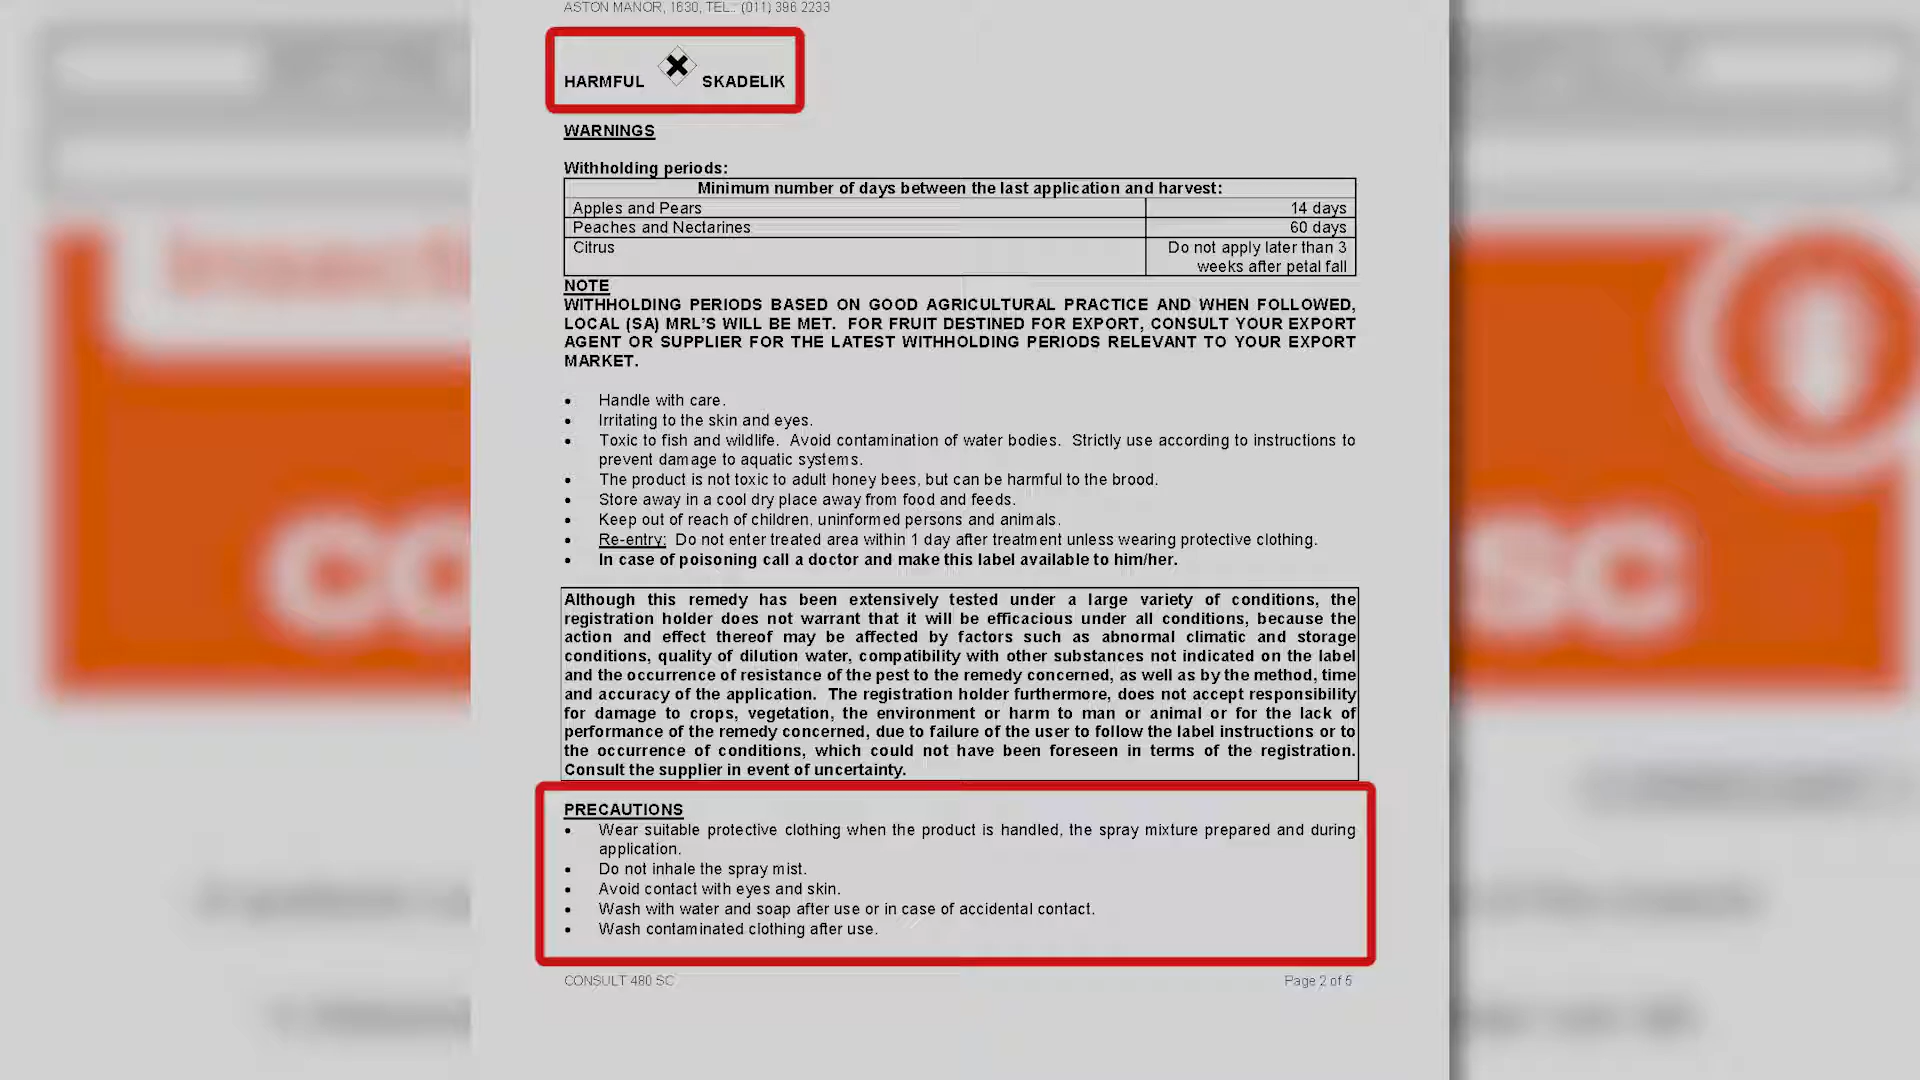 ASTON MANOR, 1630, TEL.: (011) 396 2233
HARMFUL SKADELIK
WARNINGS
Withholding periods:
Minimum number of days between the last application and harvest:
Apples and Pears 14 days
Peaches and Nectarines 60 days
Citrus Do not apply later than 3
weeks after petal fall
NOTE
WITHHOLDING PERIODS BASED ON GOOD AGRICULTURAL PRACTICE AND WHEN FOLLOWED,
LOCAL (SA) MRL'S WILL BE MET. FOR FRUIT DESTINED FOR EXPORT, CONSULT YOUR EXPORT
AGENT OR SUPPLIER FOR THE LATEST WITHHOLDING PERIODS RELEVANT TO YOUR EXPORT
MARKET.
• Handle with care.
• Irritating to the skin and eyes.
• Toxic to fish and wildlife. Avoid contamination of water bodies. Strictly use according to instructions to
prevent damage to aquatic systems.
• The product is not toxic to adult honey bees, but can be harmful to the brood.
• Store away in a cool dry place away from food and feeds.
• Keep out of reach of children, uninformed persons and animals.
• Re-entry: Do not enter treated area within 1 day after treatment unless wearing protective clothing.
• In case of poisoning call a doctor and make this label available to him/her.
Although this remedy has been extensively tested under a large variety of conditions, the
registration holder does not warrant that it will be efficacious under all conditions, because the
action and effect thereof may be affected by factors such as abnormal climatic and storage
conditions, quality of dilution water, compatibility with other substances not indicated on the label
and the occurrence of resistance of the pest to the remedy concerned, as well as by the method, time
and accuracy of the application. The registration holder furthermore, does not accept responsibility
for damage to crops, vegetation, the environment or harm to man or animal or for the lack of
performance of the remedy concerned, due to failure of the user to follow the label instructions or to
the occurrence of conditions, which could not have been foreseen in terms of the registration.
Consult the supplier in event of uncertainty.
PRECAUTIONS
• Wear suitable protective clothing when the product is handled, the spray mixture prepared and during
application.
• Do not inhale the spray mist.
• Avoid contact with eyes and skin.
• Wash with water and soap after use or in case of accidental contact.
• Wash contaminated clothing after use.
CONSULT 480 SC Page 2 of 5
CO
SC